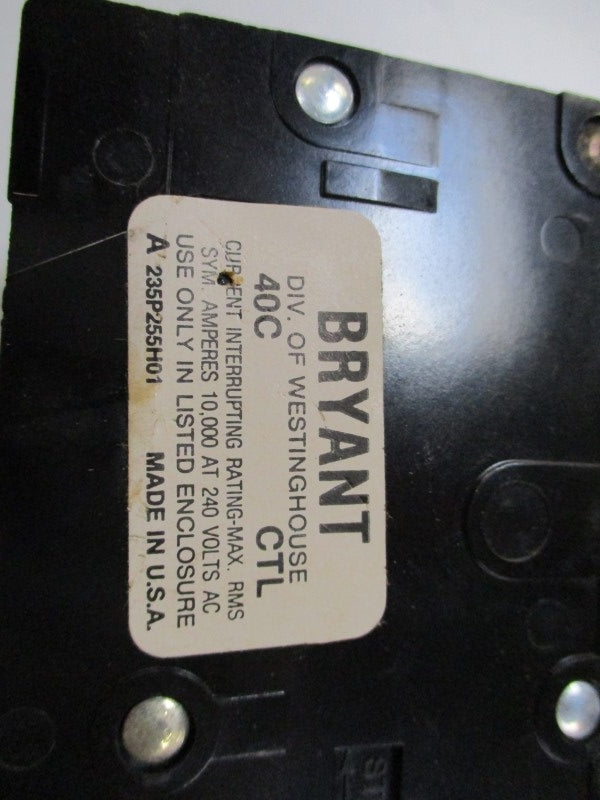 BRYANT
DIV. OF WESTINGHOUSE
40C CTL
CURRENT INTERRUPTING RATING-MAX. RMS
SYM. AMPERES 10,000 AT 240 VOLTS AC
USE ONLY IN LISTED ENCLOSURE
A 235P255H01 MADE IN U.S.A.